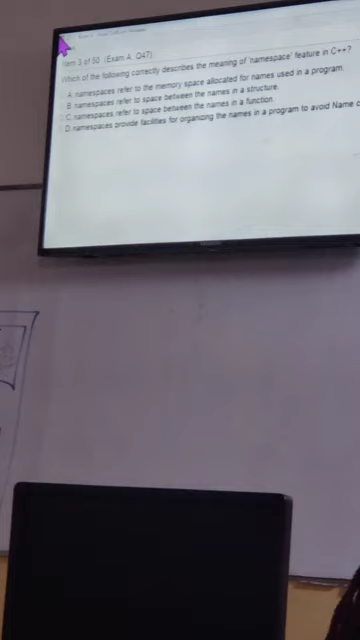 Item 3 of 50 (Exam A, Q47)
Which of the following correctly describes the meaning of 'namespace' feature in C++?
A. namespaces refer to the memory space allocated for names used in a program.
B. namespaces refer to space between the names in a structure.
C. namespaces refer to space between the names in a function.
D. namespaces provide facilities for organizing the names in a program to avoid Name